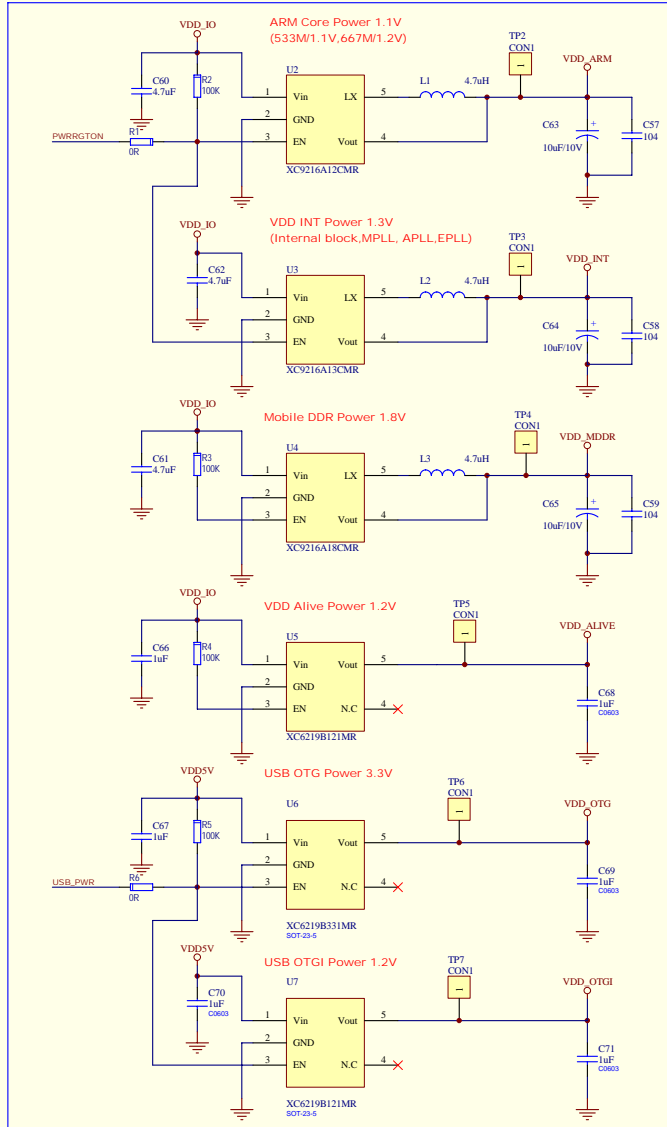 ARM Core Power 1.1V
(533M/1.1V,667M/1.2V)
VDD_IO
TP2
CON1
1
VDD_ARM
C60
4.7uF
R2
100K
U2
1 Vin LX 5
2 GND
3 EN Vout 4
XC9216A12CMR
L1 4.7uH
C63
+
10uF/10V
C57
104
PWRRGTON
R1
0R
VDD INT Power 1.3V
(Internal block,MPLL, APLL,EPLL)
VDD_IO
TP3
CON1
1
VDD_INT
C62
4.7uF
U3
1 Vin LX 5
2 GND
3 EN Vout 4
XC9216A13CMR
L2 4.7uH
C64
+
10uF/10V
C58
104
Mobile DDR Power 1.8V
VDD_IO
TP4
CON1
1
VDD_MDDR
C61
4.7uF
R3
100K
U4
1 Vin LX 5
2 GND
3 EN Vout 4
XC9216A18CMR
L3 4.7uH
C65
+
10uF/10V
C59
104
VDD Alive Power 1.2V
VDD_IO
TP5
CON1
1
VDD_ALIVE
C66
1uF
R4
100K
U5
1 Vin Vout 5
2 GND
3 EN N.C 4
XC6219B121MR
C68
1uF
C0603
USB OTG Power 3.3V
VDD5V
TP6
CON1
1
VDD_OTG
C67
1uF
R5
100K
U6
1 Vin Vout 5
2 GND
3 EN N.C 4
XC6219B331MR
SOT-23-5
C69
1uF
C0603
USB_PWR
R6
0R
USB OTGI Power 1.2V
VDD5V
TP7
CON1
1
VDD_OTGI
C70
1uF
C0603
U7
1 Vin Vout 5
2 GND
3 EN N.C 4
XC6219B121MR
SOT-23-5
C71
1uF
C0603